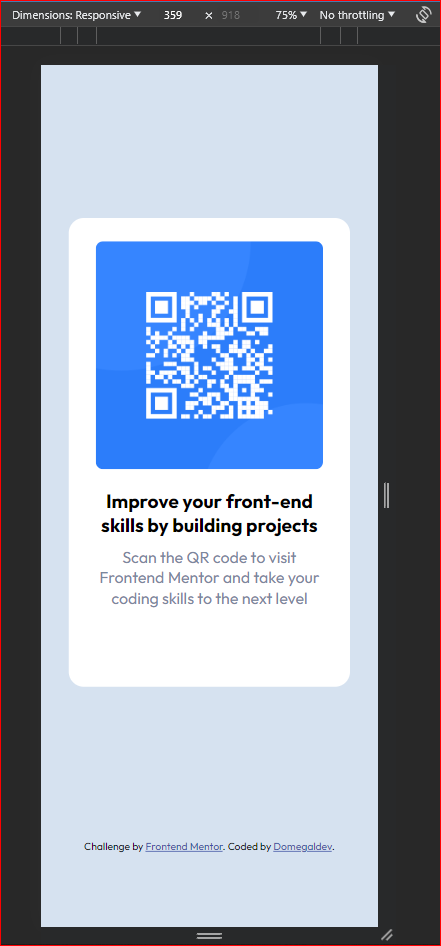 Dimensions: Responsive ▼ 359 × 918 75% ▼ No throttling ▼
Improve your front-end
skills by building projects
Scan the QR code to visit
Frontend Mentor and take your
coding skills to the next level
Challenge by Frontend Mentor. Coded by Domegaldev.